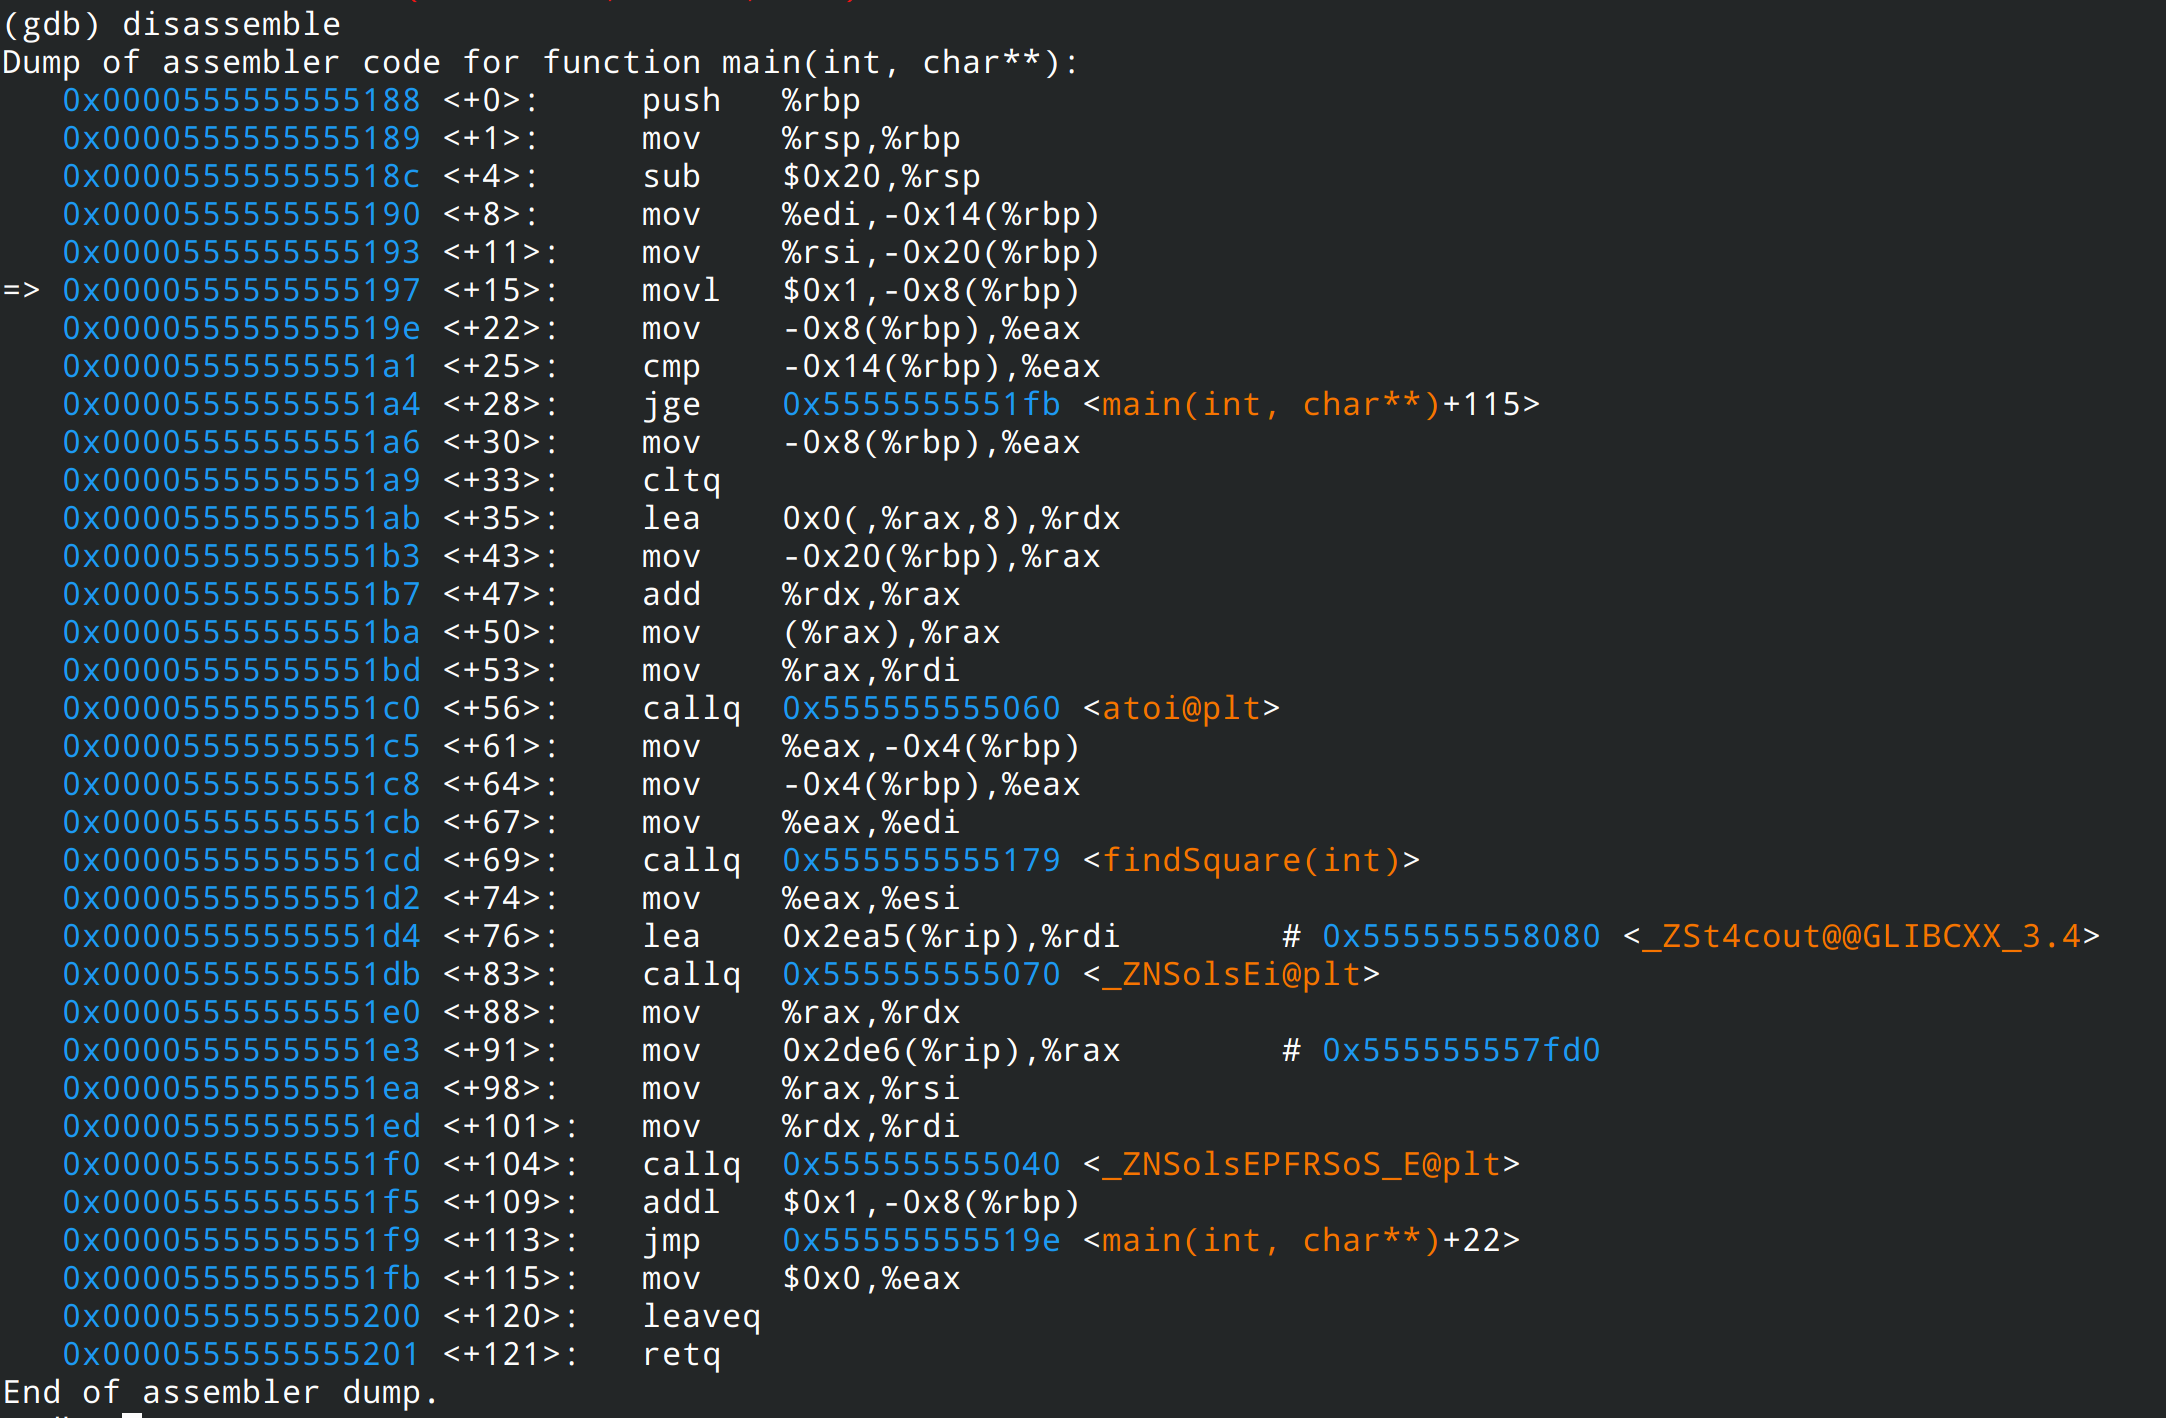 (gdb) disassemble
Dump of assembler code for function main(int, char**):
   0x0000555555555188 <+0>:     push   %rbp
   0x0000555555555189 <+1>:     mov    %rsp,%rbp
   0x000055555555518c <+4>:     sub    $0x20,%rsp
   0x0000555555555190 <+8>:     mov    %edi,-0x14(%rbp)
   0x0000555555555193 <+11>:    mov    %rsi,-0x20(%rbp)
=> 0x0000555555555197 <+15>:    movl   $0x1,-0x8(%rbp)
   0x000055555555519e <+22>:    mov    -0x8(%rbp),%eax
   0x00005555555551a1 <+25>:    cmp    -0x14(%rbp),%eax
   0x00005555555551a4 <+28>:    jge    0x5555555551fb <main(int, char**)+115>
   0x00005555555551a6 <+30>:    mov    -0x8(%rbp),%eax
   0x00005555555551a9 <+33>:    cltq
   0x00005555555551ab <+35>:    lea    0x0(,%rax,8),%rdx
   0x00005555555551b3 <+43>:    mov    -0x20(%rbp),%rax
   0x00005555555551b7 <+47>:    add    %rdx,%rax
   0x00005555555551ba <+50>:    mov    (%rax),%rax
   0x00005555555551bd <+53>:    mov    %rax,%rdi
   0x00005555555551c0 <+56>:    callq  0x555555555060 <atoi@plt>
   0x00005555555551c5 <+61>:    mov    %eax,-0x4(%rbp)
   0x00005555555551c8 <+64>:    mov    -0x4(%rbp),%eax
   0x00005555555551cb <+67>:    mov    %eax,%edi
   0x00005555555551cd <+69>:    callq  0x555555555179 <findSquare(int)>
   0x00005555555551d2 <+74>:    mov    %eax,%esi
   0x00005555555551d4 <+76>:    lea    0x2ea5(%rip),%rdi        # 0x555555558080 <_ZSt4cout@@GLIBCXX_3.4>
   0x00005555555551db <+83>:    callq  0x555555555070 <_ZNSolsEi@plt>
   0x00005555555551e0 <+88>:    mov    %rax,%rdx
   0x00005555555551e3 <+91>:    mov    0x2de6(%rip),%rax        # 0x555555557fd0
   0x00005555555551ea <+98>:    mov    %rax,%rsi
   0x00005555555551ed <+101>:   mov    %rdx,%rdi
   0x00005555555551f0 <+104>:   callq  0x555555555040 <_ZNSolsEPFRSoS_E@plt>
   0x00005555555551f5 <+109>:   addl   $0x1,-0x8(%rbp)
   0x00005555555551f9 <+113>:   jmp    0x55555555519e <main(int, char**)+22>
   0x00005555555551fb <+115>:   mov    $0x0,%eax
   0x0000555555555200 <+120>:   leaveq
   0x0000555555555201 <+121>:   retq
End of assembler dump.